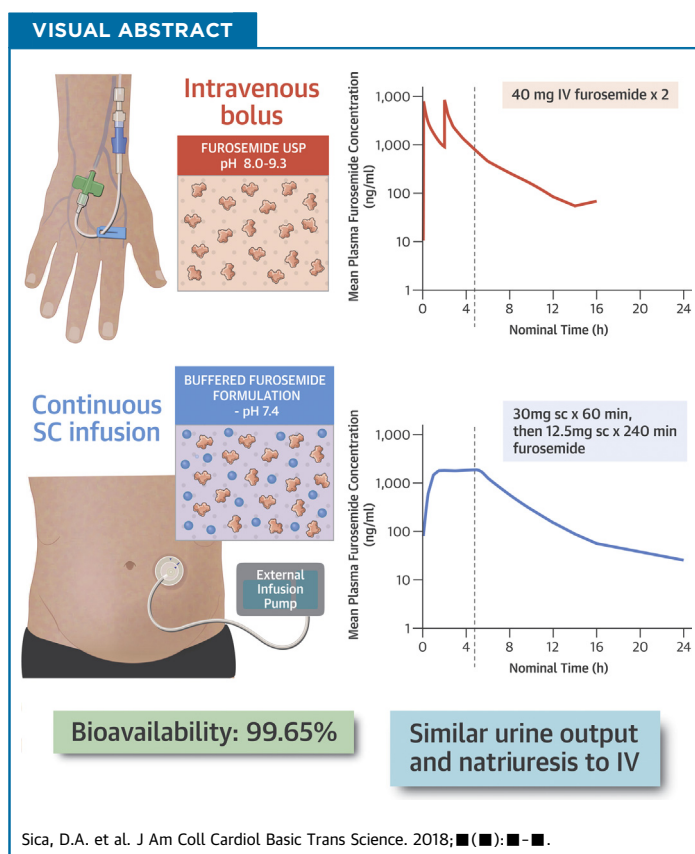 VISUAL ABSTRACT
Intravenous
bolus
FUROSEMIDE USP
pH 8.0-9.3
Mean Plasma Furosemide Concentration
(ng/ml)
40 mg IV furosemide x 2
1,000
1,000
100
10
1
0
4
8
12
16
20
24
Nominal Time (h)
Continuous
SC infusion
BUFFERED FUROSEMIDE
FORMULATION
- pH 7.4
External
Infusion
Pump
Mean Plasma Furosemide Concentration
(ng/ml)
30mg sc x 60 min,
then 12.5mg sc x 240 min
furosemide
1,000
1,000
100
10
1
0
4
8
12
16
20
24
Nominal Time (h)
Bioavailability: 99.65%
Similar urine output
and natriuresis to IV
Sica, D.A. et al. J Am Coll Cardiol Basic Trans Science. 2018;■(■):■-■.